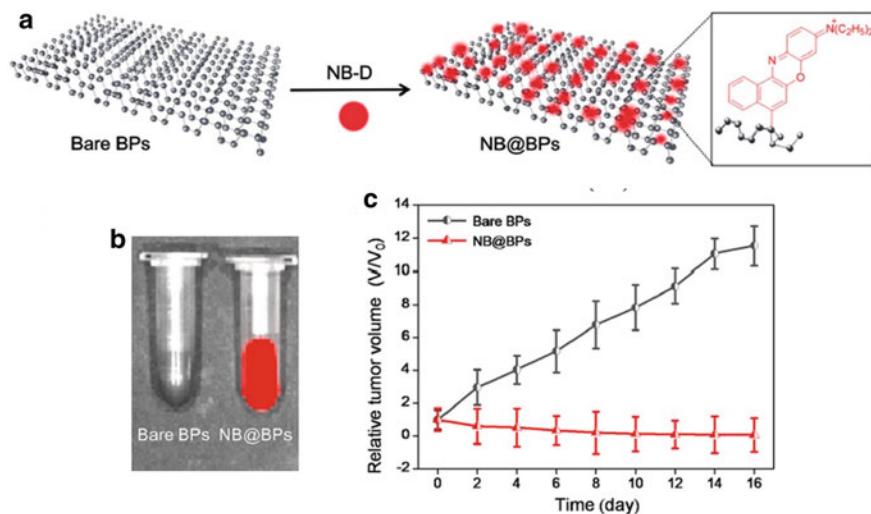 a
NB-D
Bare BPs
NB@BPs
N
O
N(C₂H₅)₂
+
b
Bare BPs NB@BPs
c
Bare BPs
NB@BPs
Relative tumor volume (V/V₀)
14
12
10
8
6
4
2
0
-2
0 2 4 6 8 10 12 14 16
Time (day)